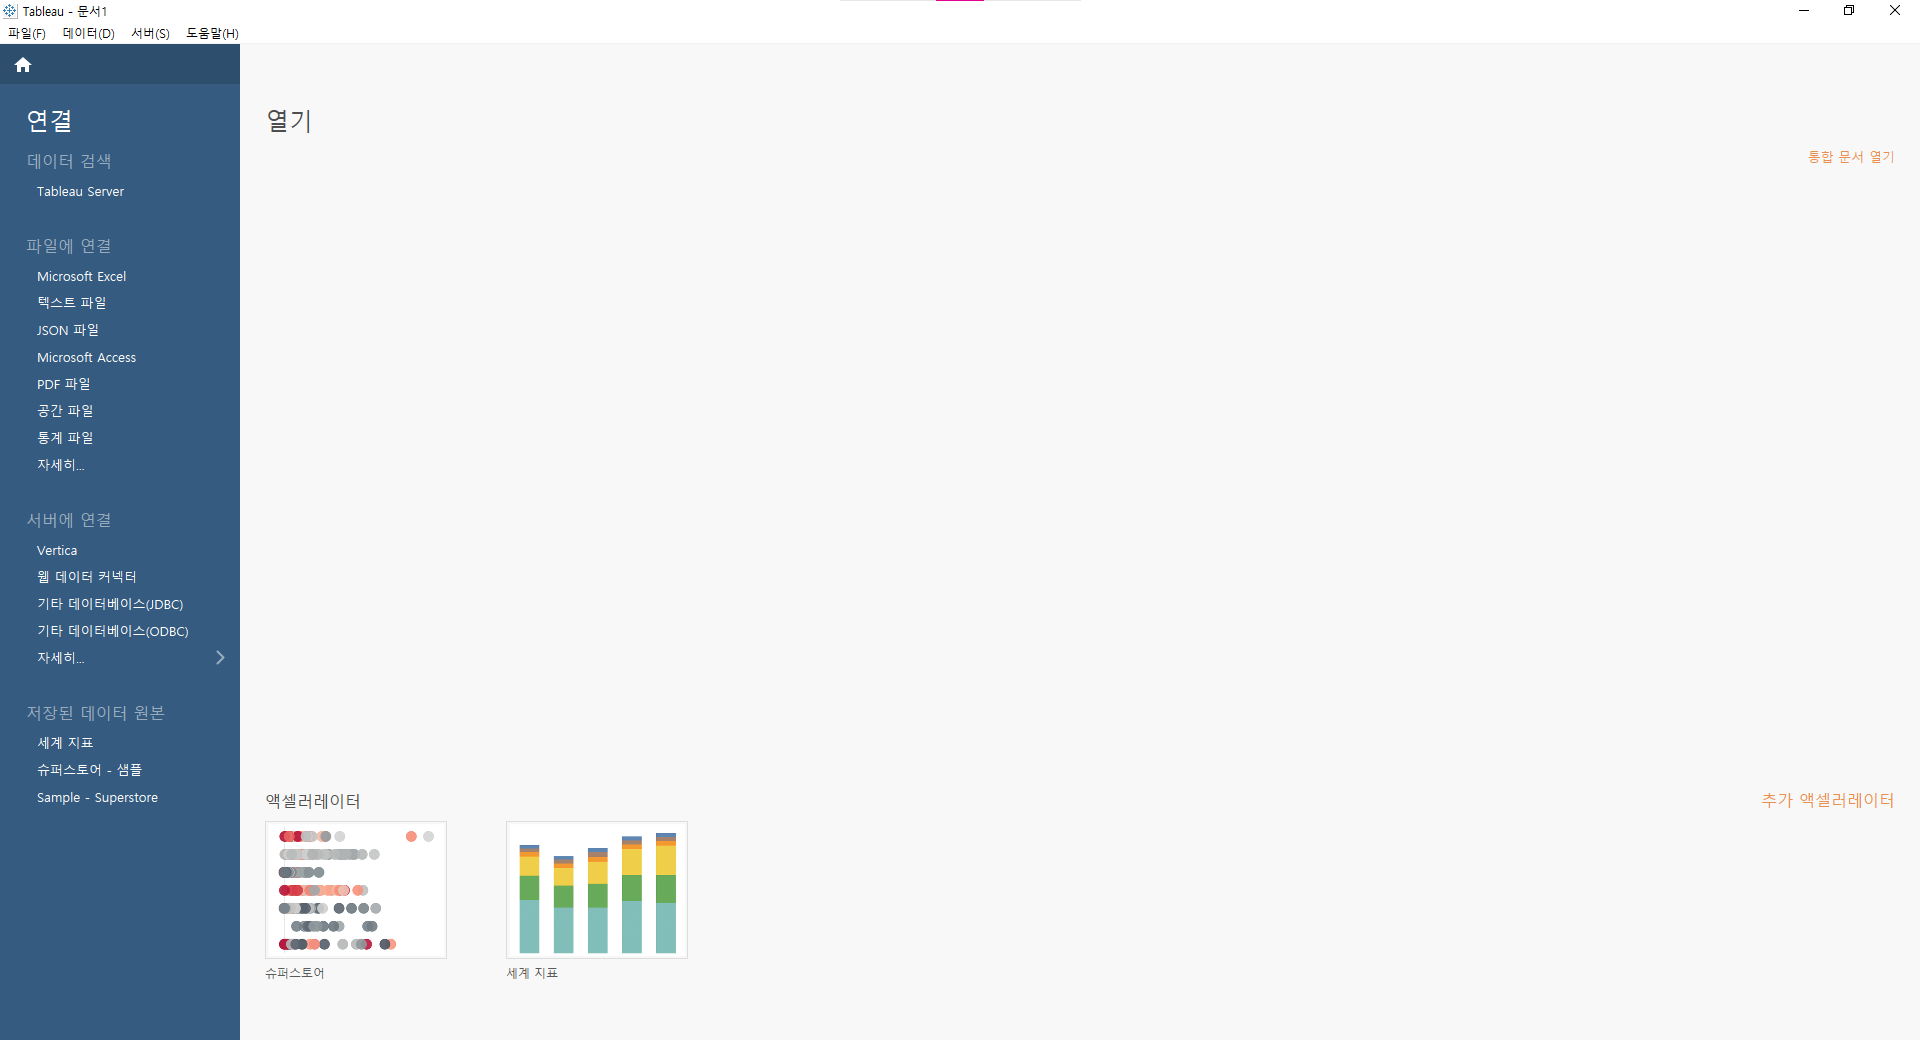 Tableau - 문서1
파일(F) 데이터(D) 서버(S) 도움말(H)
연결
데이터 검색
Tableau Server
파일에 연결
Microsoft Excel
텍스트 파일
JSON 파일
Microsoft Access
PDF 파일
공간 파일
통계 파일
자세히...
서버에 연결
Vertica
웹 데이터 커넥터
기타 데이터베이스(JDBC)
기타 데이터베이스(ODBC)
자세히...
저장된 데이터 원본
세계 지표
슈퍼스토어 - 샘플
Sample - Superstore
열기
통합 문서 열기
액셀러레이터
추가 액셀러레이터
슈퍼스토어
세계 지표